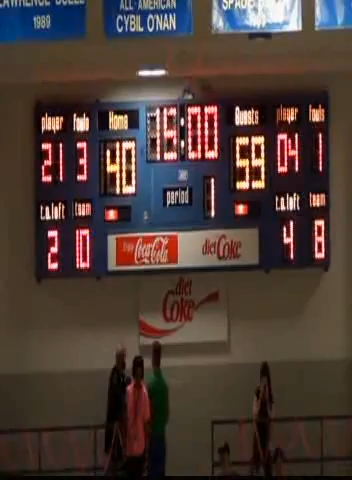 1989
ALL-AMERICAN
CYBIL O'NAN
player fouls Home 18:00 Guests player fouls
21 3 40 59 04 1
period 1
t.o.left team t.o.left team
2 10 4 8
Enjoy Coca-Cola diet Coke
diet
Coke